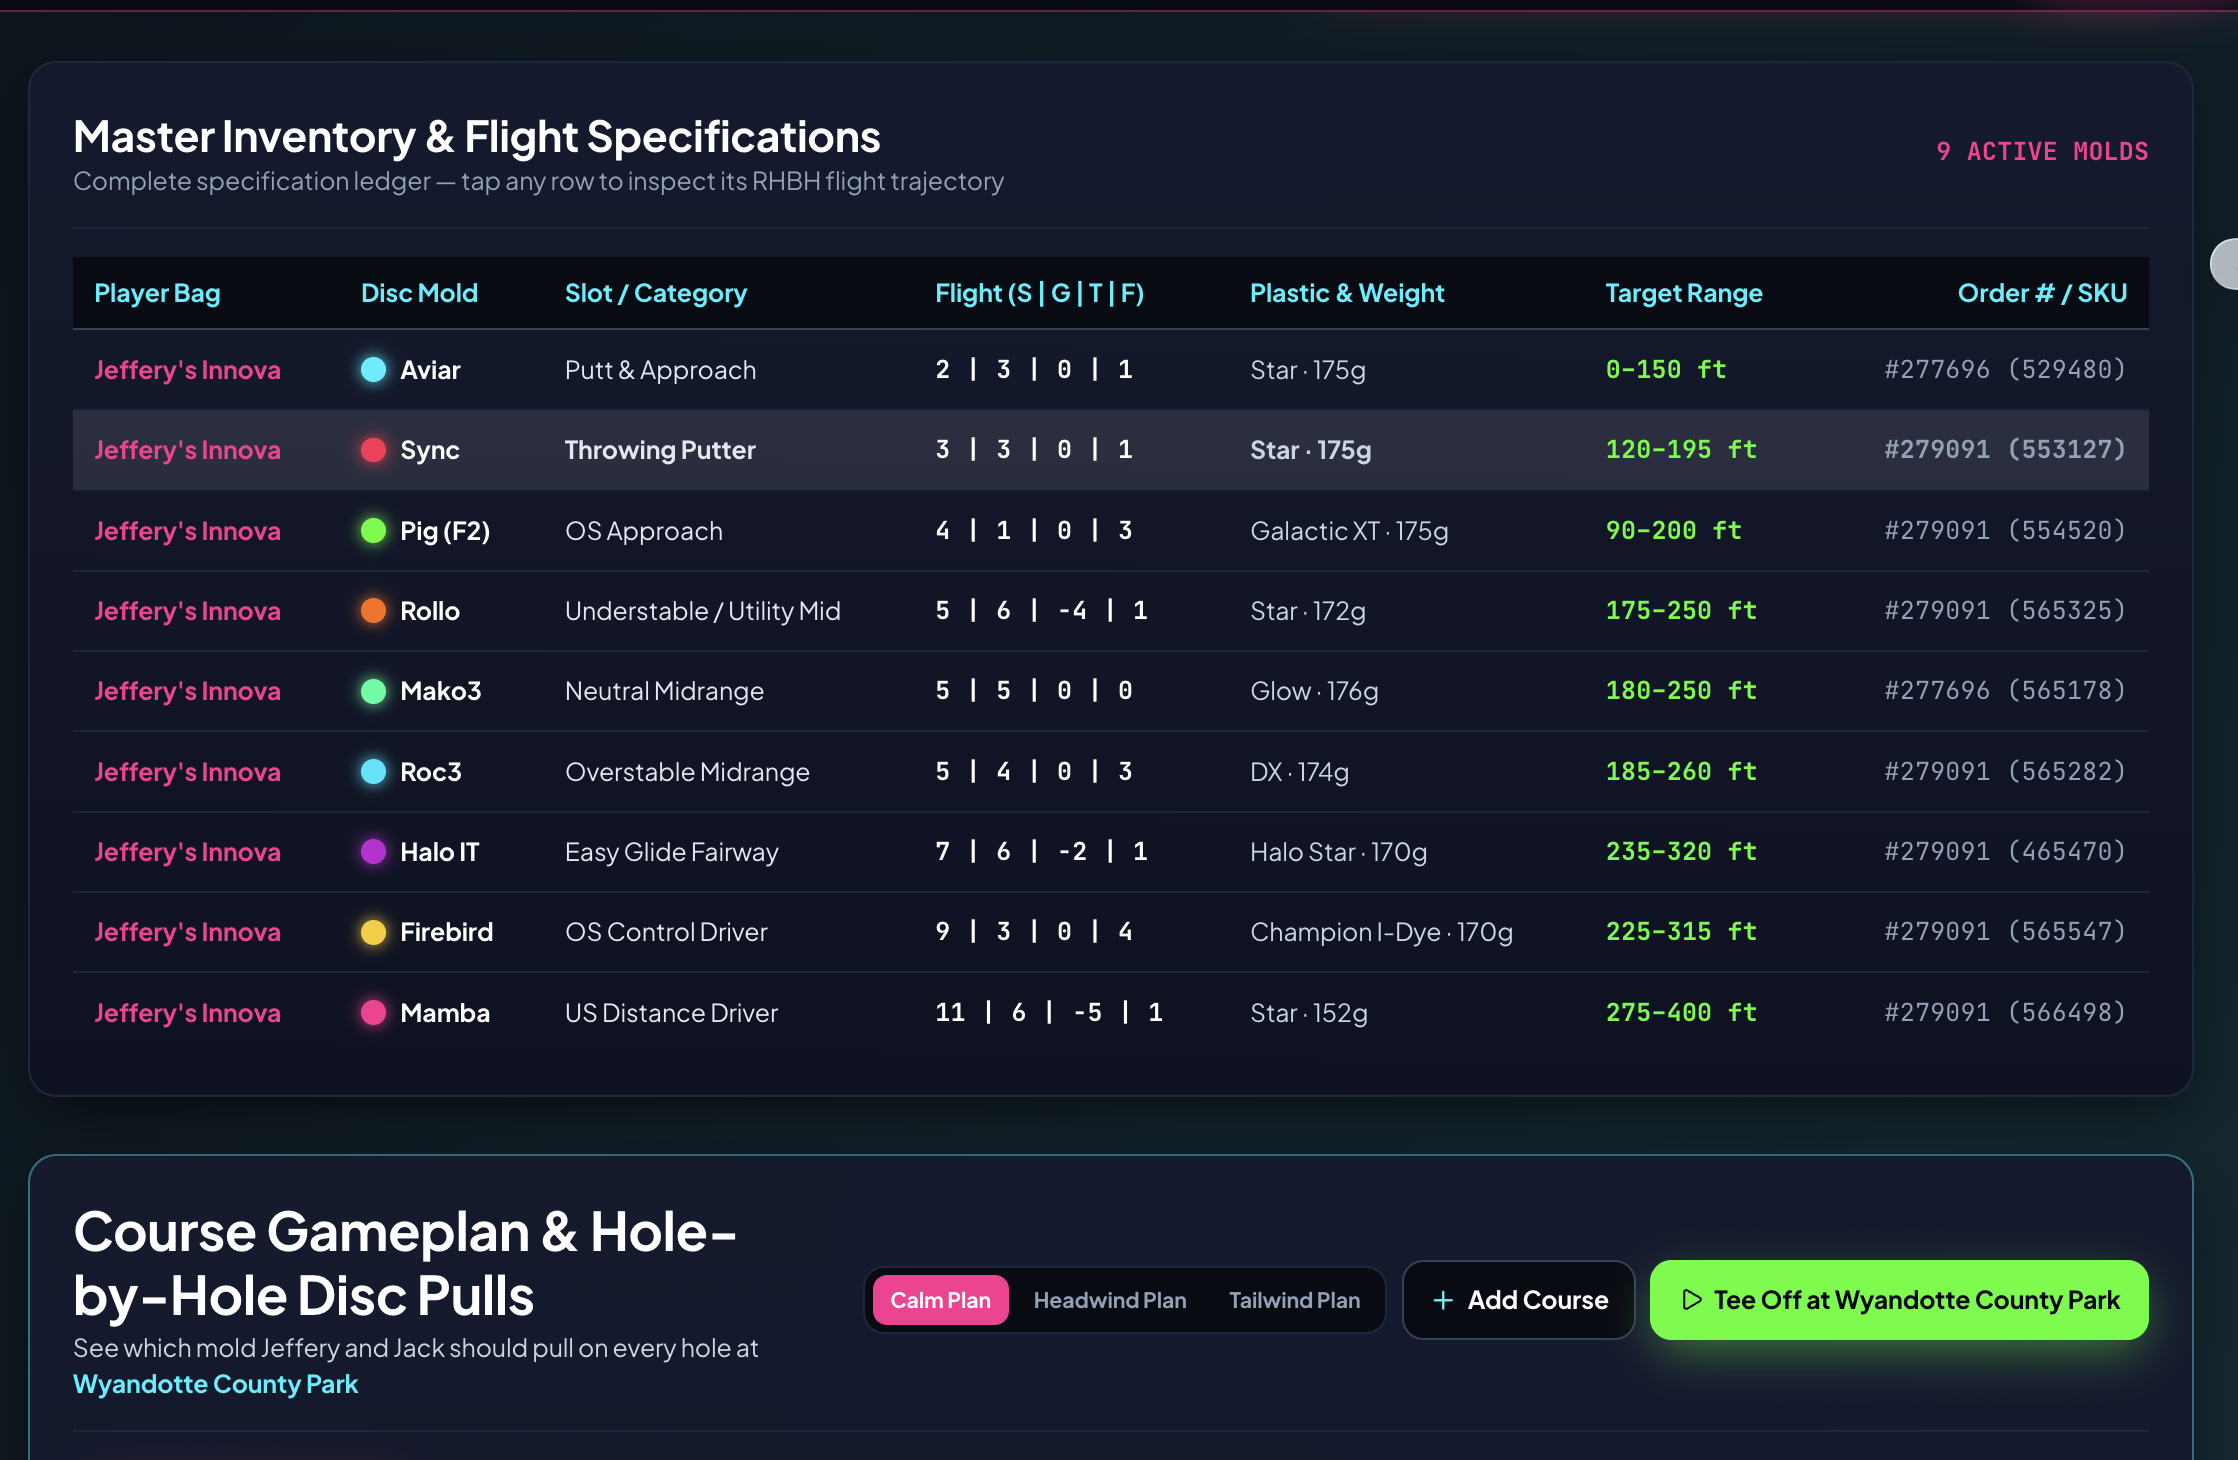 Master Inventory & Flight Specifications
Complete specification ledger — tap any row to inspect its RHBH flight trajectory
9 ACTIVE MOLDS
Player Bag Disc Mold Slot / Category Flight (S | G | T | F) Plastic & Weight Target Range Order # / SKU
Jeffery's Innova Aviar Putt & Approach 2 | 3 | 0 | 1 Star · 175g 0–150 ft #277696 (529480)
Jeffery's Innova Sync Throwing Putter 3 | 3 | 0 | 1 Star · 175g 120–195 ft #279091 (553127)
Jeffery's Innova Pig (F2) OS Approach 4 | 1 | 0 | 3 Galactic XT · 175g 90–200 ft #279091 (554520)
Jeffery's Innova Rollo Understable / Utility Mid 5 | 6 | -4 | 1 Star · 172g 175–250 ft #279091 (565325)
Jeffery's Innova Mako3 Neutral Midrange 5 | 5 | 0 | 0 Glow · 176g 180–250 ft #277696 (565178)
Jeffery's Innova Roc3 Overstable Midrange 5 | 4 | 0 | 3 DX · 174g 185–260 ft #279091 (565282)
Jeffery's Innova Halo IT Easy Glide Fairway 7 | 6 | -2 | 1 Halo Star · 170g 235–320 ft #279091 (465470)
Jeffery's Innova Firebird OS Control Driver 9 | 3 | 0 | 4 Champion I-Dye · 170g 225–315 ft #279091 (565547)
Jeffery's Innova Mamba US Distance Driver 11 | 6 | -5 | 1 Star · 152g 275–400 ft #279091 (566498)
Course Gameplan & Hole-
by-Hole Disc Pulls
See which mold Jeffery and Jack should pull on every hole at
Wyandotte County Park
Calm Plan Headwind Plan Tailwind Plan + Add Course Tee Off at Wyandotte County Park